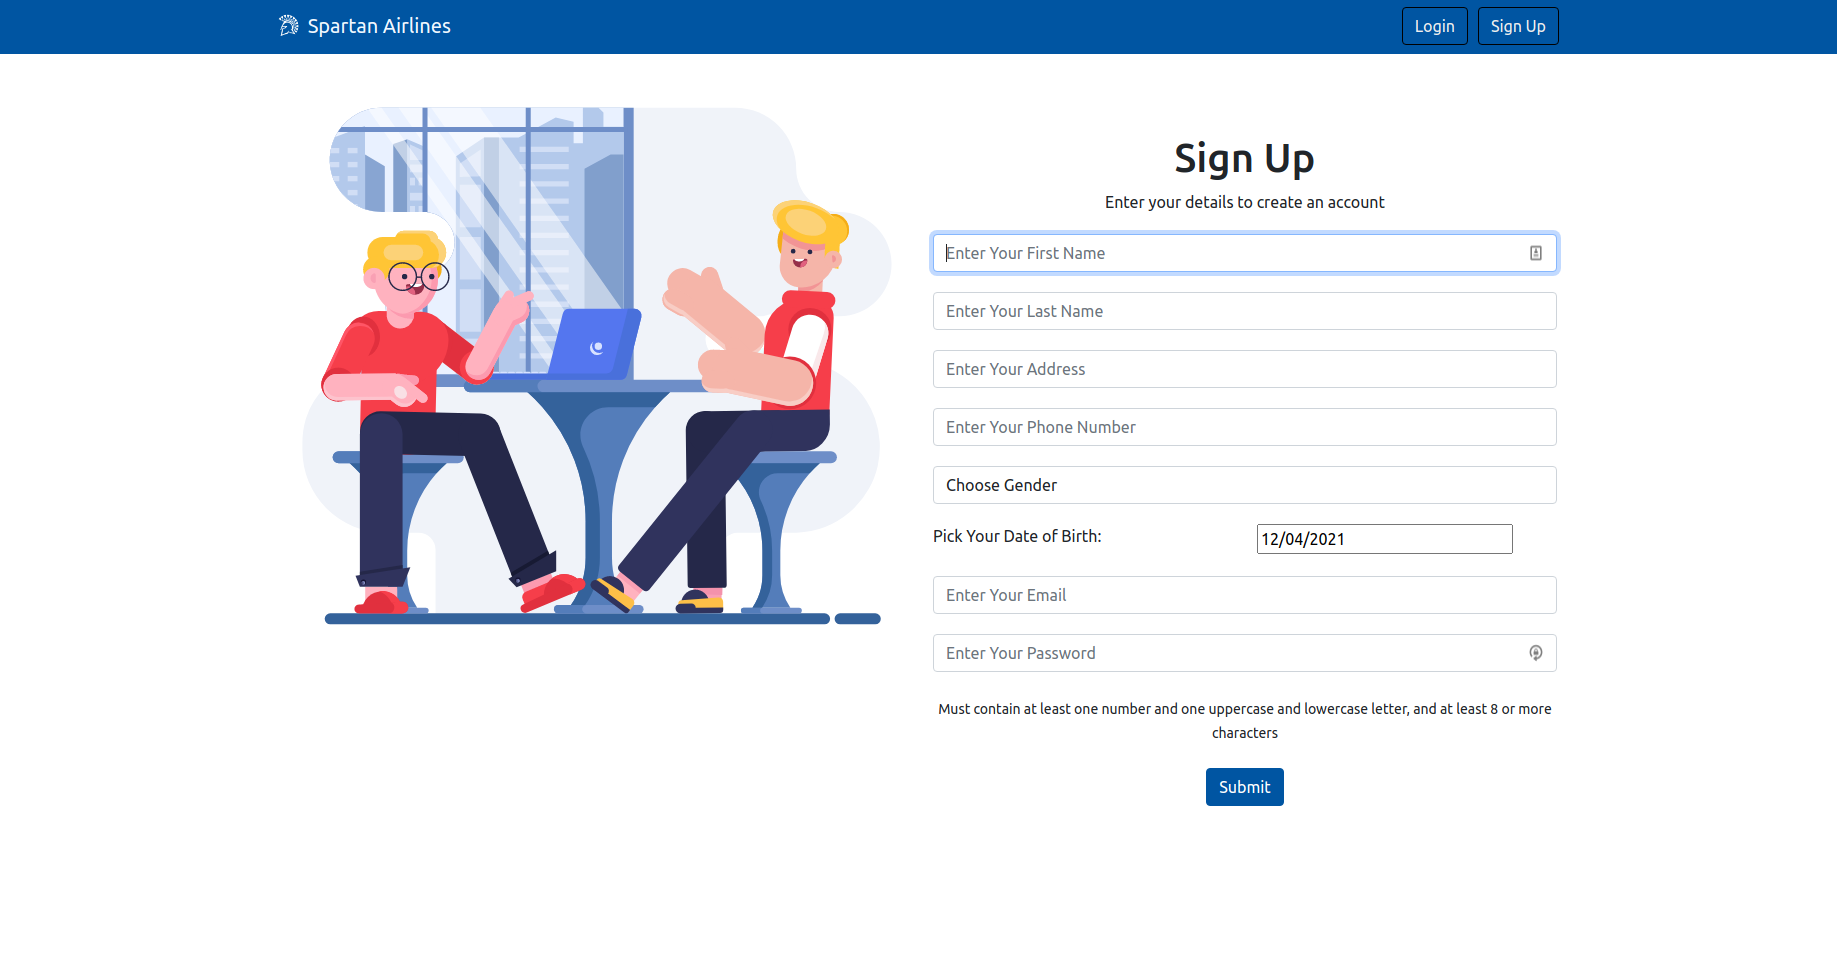 Spartan Airlines
Login
Sign Up
Sign Up
Enter your details to create an account
Enter Your First Name
Enter Your Last Name
Enter Your Address
Enter Your Phone Number
Choose Gender
Pick Your Date of Birth:
12/04/2021
Enter Your Email
Enter Your Password
Must contain at least one number and one uppercase and lowercase letter, and at least 8 or more
characters
Submit